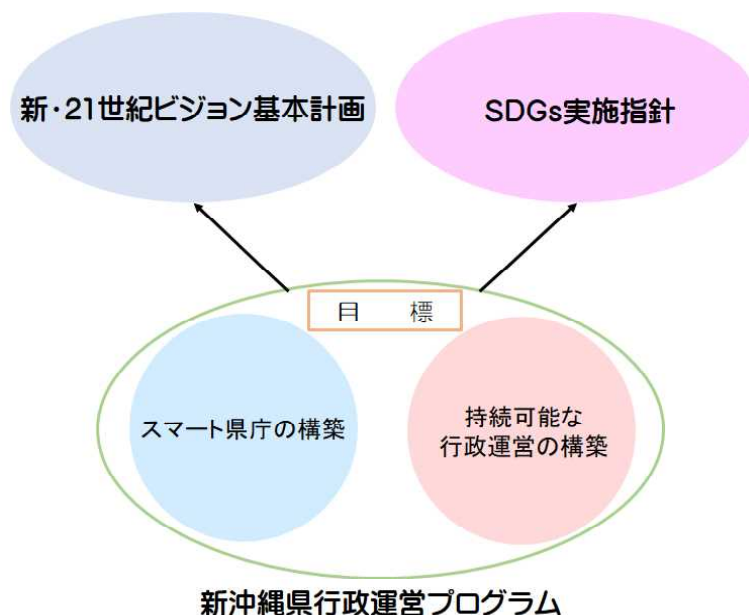 新・21世紀ビジョン基本計画
SDGs実施指針
目　標
スマート県庁の構築
持続可能な
行政運営の構築
新沖縄県行政運営プログラム